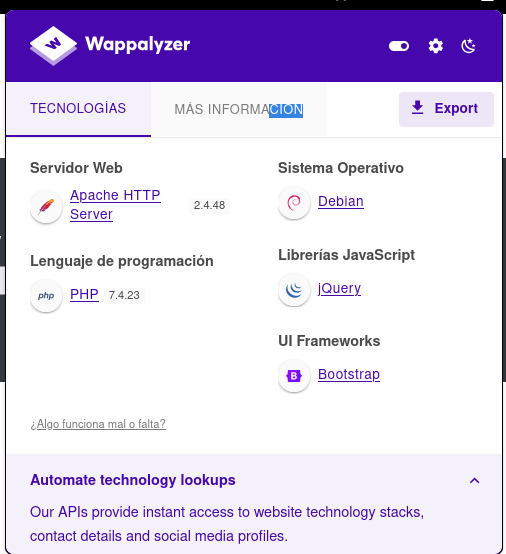 Wappalyzer
TECNOLOGÍAS
MÁS INFORMACIÓN
Export
Servidor Web
Apache HTTP
Server
2.4.48
Lenguaje de programación
php
PHP
7.4.23
Sistema Operativo
Debian
Librerías JavaScript
jQuery
UI Frameworks
B
Bootstrap
¿Algo funciona mal o falta?
Automate technology lookups
Our APIs provide instant access to website technology stacks,
contact details and social media profiles.